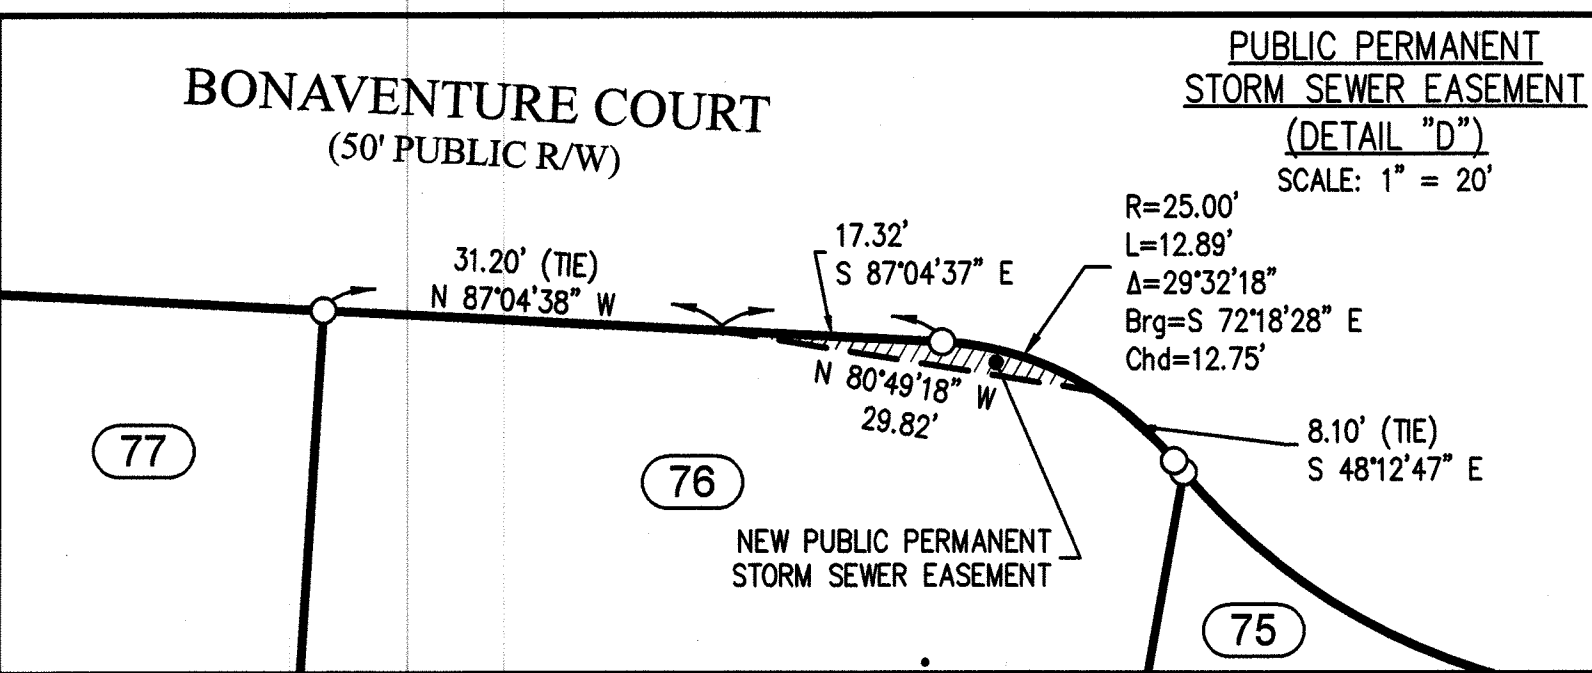 PUBLIC PERMANENT
STORM SEWER EASEMENT
(DETAIL "D")
SCALE: 1" = 20'
BONAVENTURE COURT
(50' PUBLIC R/W)
R=25.00'
L=12.89'
Δ=29°32'18"
Brg=S 72°18'28" E
Chd=12.75'
17.32'
S 87°04'37" E
31.20' (TIE)
N 87°04'38" W
N 80°49'18" W
29.82'
8.10' (TIE)
S 48°12'47" E
77
76
NEW PUBLIC PERMANENT
STORM SEWER EASEMENT
75